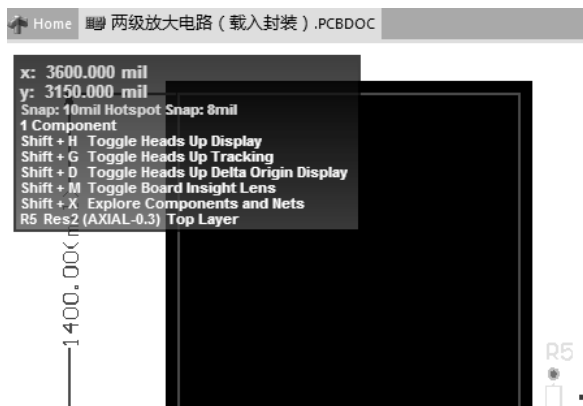 Home 两级放大电路（载入封装）.PCBDOC
x: 3600.000 mil
y: 3150.000 mil
Snap: 10mil Hotspot Snap: 8mil
1 Component
Shift + H Toggle Heads Up Display
Shift + G Toggle Heads Up Tracking
Shift + D Toggle Heads Up Delta Origin Display
Shift + M Toggle Board Insight Lens
Shift + X Explore Components and Nets
R5 Res2 (AXIAL-0.3) Top Layer
1400.00(m
R5